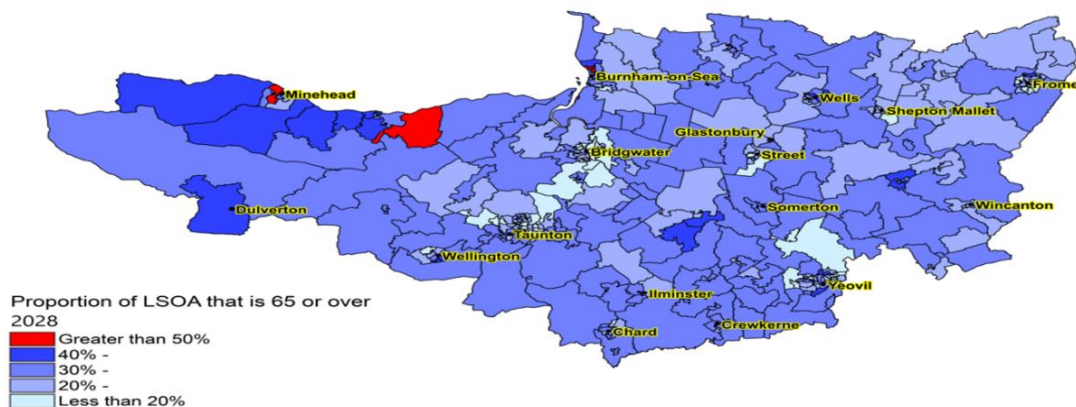 Minehead
Burnham-on-Sea
Frome
Wells
Shepton Mallet
Glastonbury
Bridgwater
Street
Dulverton
Somerton
Wincanton
Taunton
Wellington
Yeovil
Ilminster
Chard
Crewkerne
Proportion of LSOA that is 65 or over
2028
Greater than 50%
40% -
30% -
20% -
Less than 20%